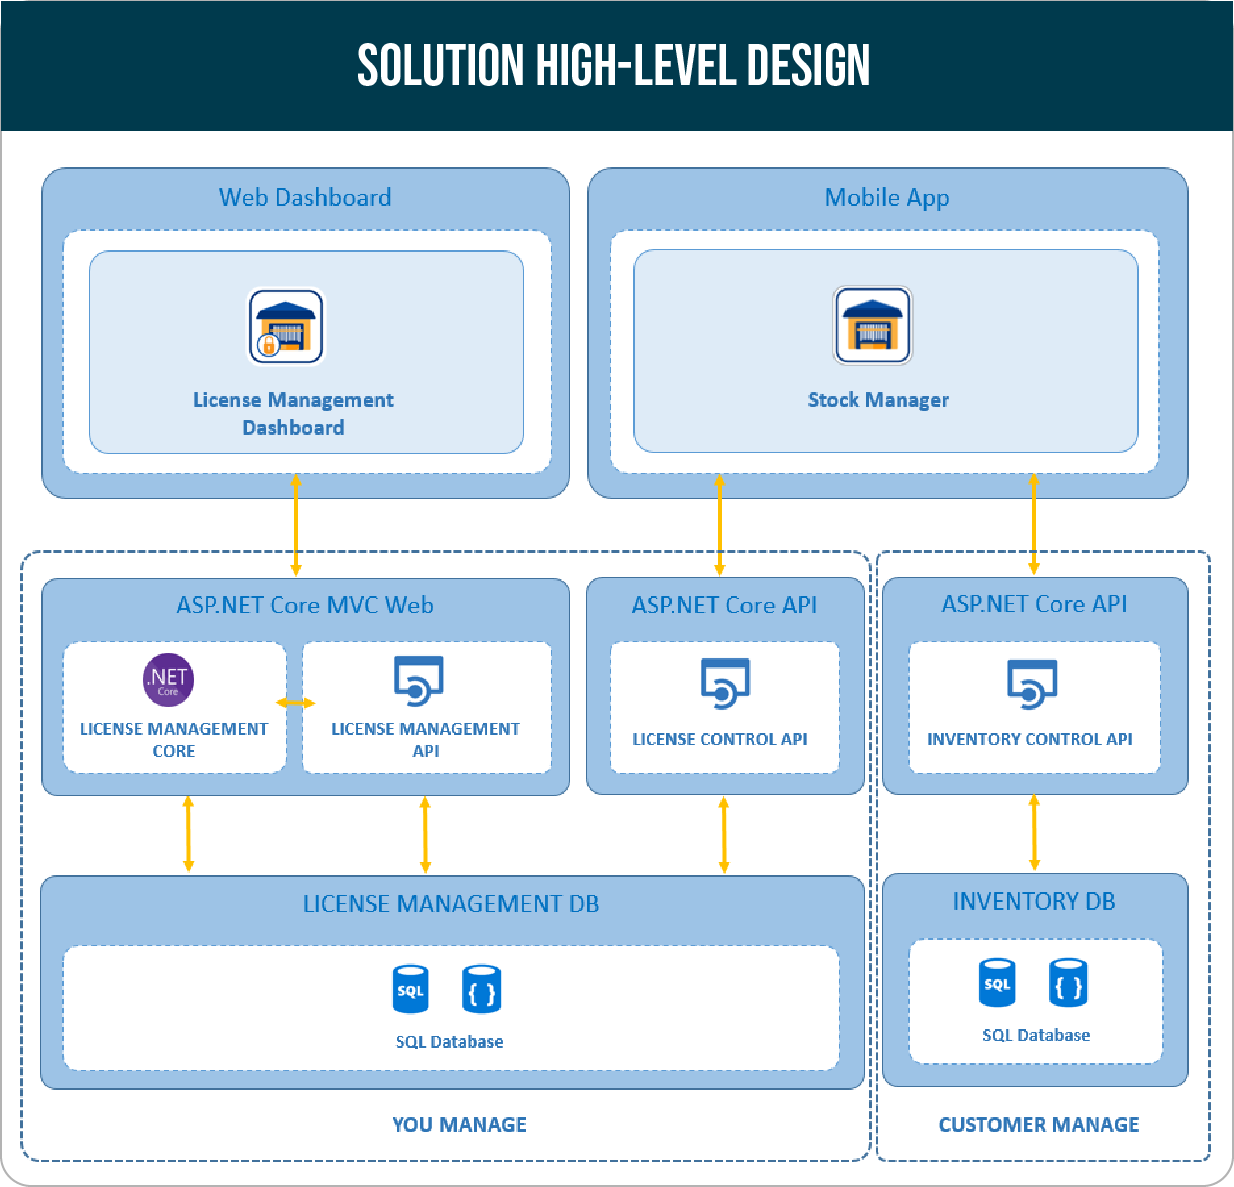 SOLUTION HIGH-LEVEL DESIGN
Web Dashboard
License Management
Dashboard
Mobile App
Stock Manager
ASP.NET Core MVC Web
.NET
Core
LICENSE MANAGEMENT
CORE
LICENSE MANAGEMENT
API
ASP.NET Core API
LICENSE CONTROL API
ASP.NET Core API
INVENTORY CONTROL API
LICENSE MANAGEMENT DB
SQL
{ }
SQL Database
INVENTORY DB
SQL
{ }
SQL Database
YOU MANAGE
CUSTOMER MANAGE